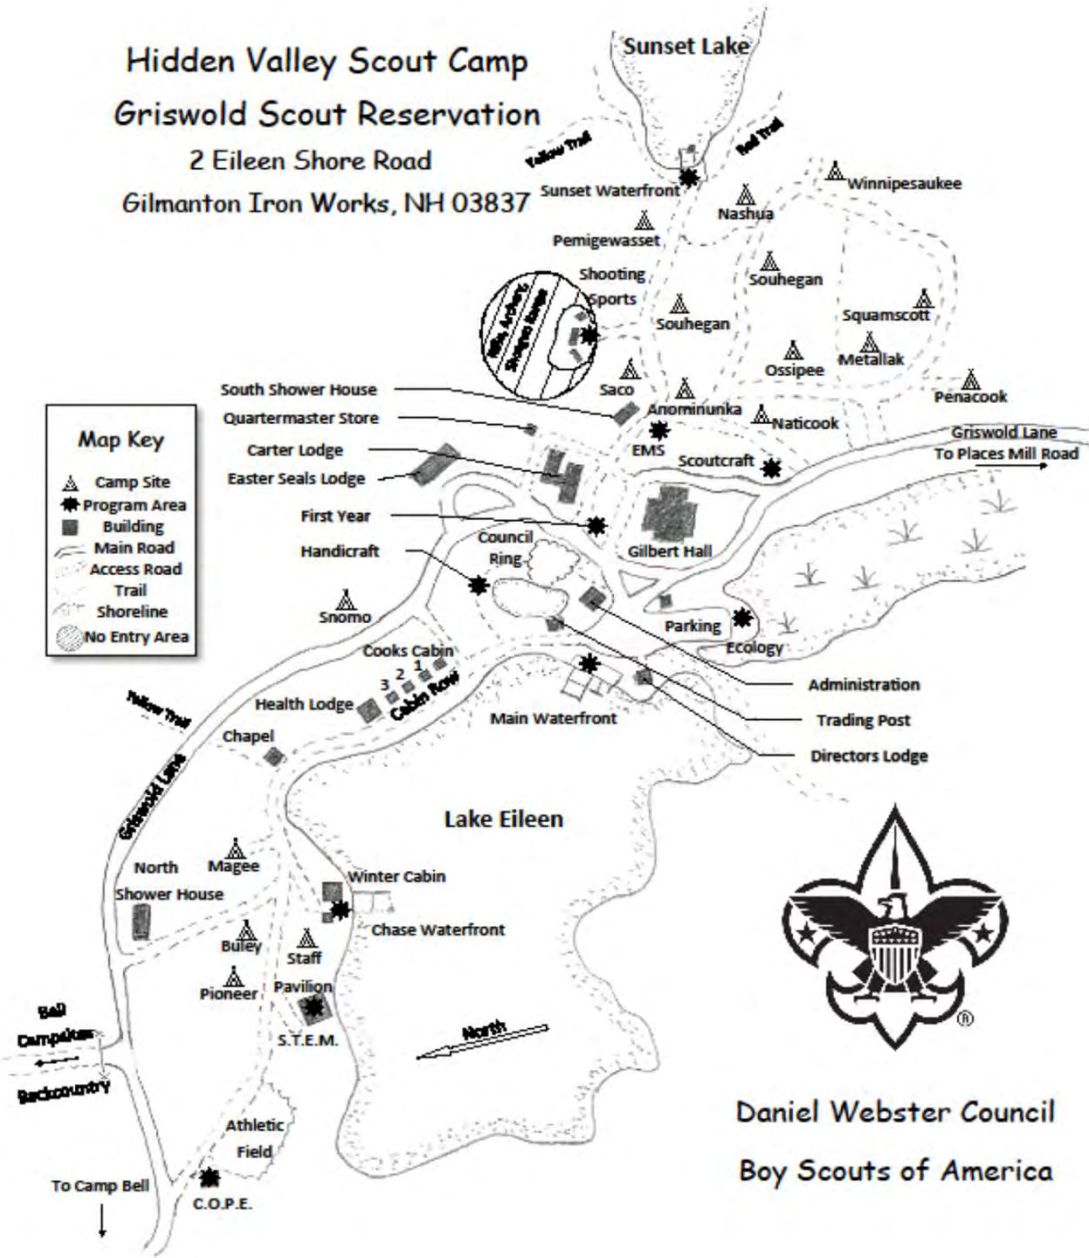 Hidden Valley Scout Camp
Griswold Scout Reservation
2 Eileen Shore Road
Gilmanton Iron Works, NH 03837
Sunset Lake
Yellow Trail
Red Trail
Sunset Waterfront
Winnipesaukee
Nashua
Pemigewasset
Shooting
Sports
Souhegan
Rifle, Archery,
Shotgun Range
Souhegan
Squamscott
Metallak
Ossipee
Saco
South Shower House
Anominunka
Penacook
Quartermaster Store
Naticook
Griswold Lane
To Places Mill Road
EMS
Scoutcraft
Carter Lodge
Easter Seals Lodge
First Year
Handicraft
Council
Ring
Gilbert Hall
Map Key
Camp Site
Program Area
Building
Main Road
Access Road
Trail
Shoreline
No Entry Area
Snomo
Parking
Ecology
Cooks Cabin
1
2
3
Cabin Row
Health Lodge
Main Waterfront
Administration
Trading Post
Directors Lodge
Yellow Trail
Chapel
Griswold Lane
Lake Eileen
North
Shower House
Magee
Winter Cabin
Chase Waterfront
Buley
Staff
Pioneer
Pavilion
S.T.E.M.
North
Bell
Campsites
Backcountry
Athletic
Field
To Camp Bell
C.O.P.E.
®
Daniel Webster Council
Boy Scouts of America